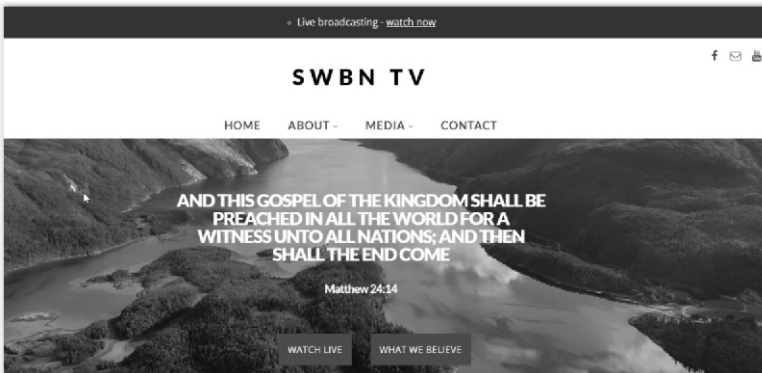 Live broadcasting - watch now
SWBN TV
HOME ABOUT MEDIA CONTACT
AND THIS GOSPEL OF THE KINGDOM SHALL BE
PREACHED IN ALL THE WORLD FOR A
WITNESS UNTO ALL NATIONS; AND THEN
SHALL THE END COME
Matthew 24:14
WATCH LIVE WHAT WE BELIEVE